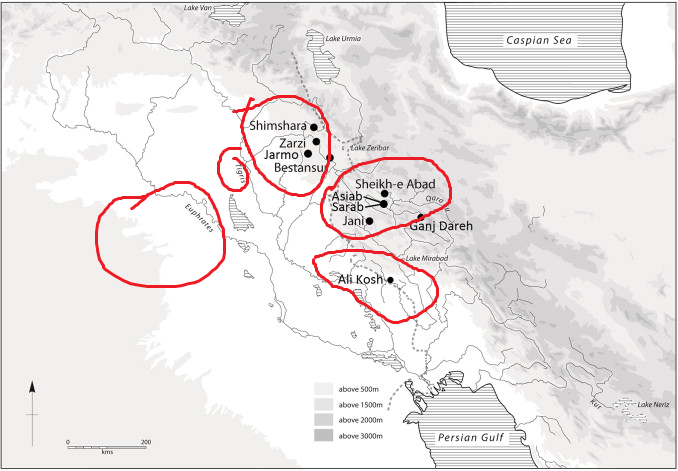 Lake Van
Lake Urmia
Caspian Sea
Shimshara
Zarzi
Lake Zeribar
Jarmo
Bestansur
Tigris
Sheikh-e Abad
Asiab
Qara
Sarab
Euphrates
Jani
Ganj Dareh
Lake Mirabad
Ali Kosh
above 500m
above 1500m
above 2000m
above 3000m
Kur
Lake Neriz
Persian Gulf
0
200
kms